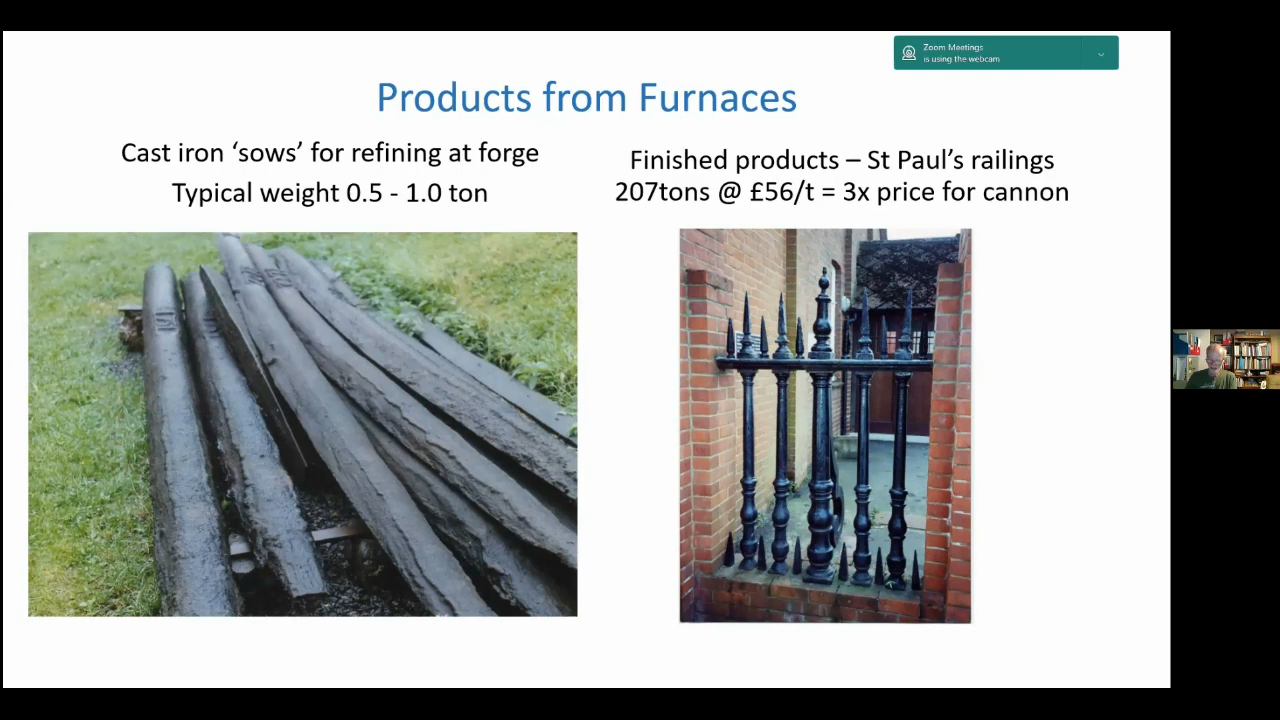 Zoom Meetings
is using the webcam
Products from Furnaces
Cast iron ‘sows’ for refining at forge
Typical weight 0.5 - 1.0 ton
Finished products – St Paul’s railings
207tons @ £56/t = 3x price for cannon